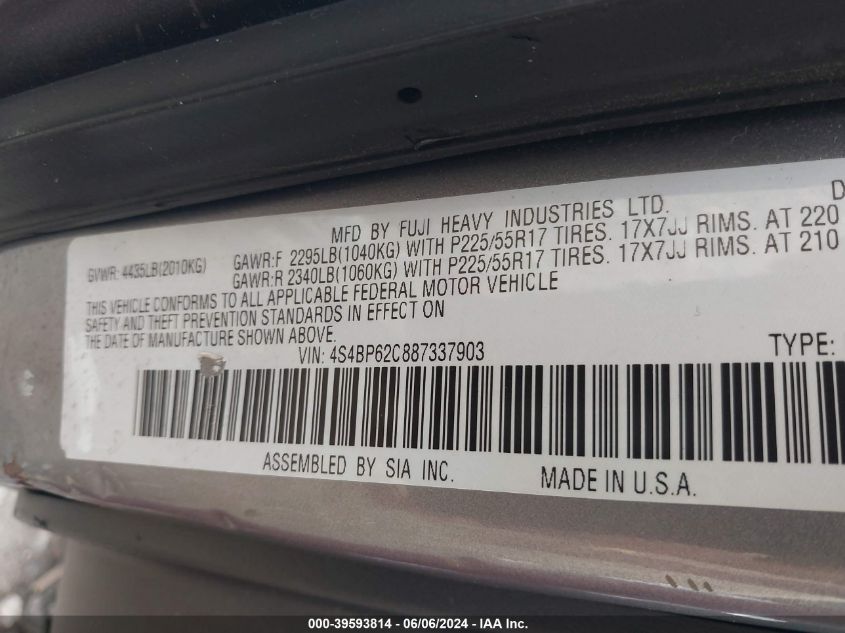 MFD BY FUJI HEAVY INDUSTRIES LTD. D
GVWR: 4435LB(2010KG) GAWR:F 2295LB(1040KG) WITH P225/55R17 TIRES. 17X7JJ RIMS. AT 220
GAWR:R 2340LB(1060KG) WITH P225/55R17 TIRES. 17X7JJ RIMS. AT 210
THIS VEHICLE CONFORMS TO ALL APPLICABLE FEDERAL MOTOR VEHICLE
SAFETY AND THEFT PREVENTION STANDARDS IN EFFECT ON
THE DATE OF MANUFACTURE SHOWN ABOVE.
VIN: 4S4BP62C887337903 TYPE:
ASSEMBLED BY SIA INC. MADE IN U.S.A.
000-39593814 / 06/06/2024 - IAA Inc.